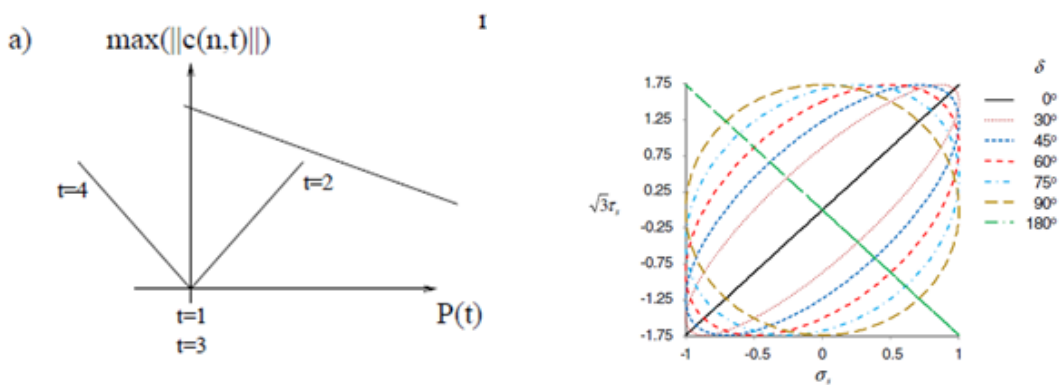 a)
max(||c(n,t)||)
t=4
t=2
t=1
t=3
P(t)
1
1.75
1.25
0.75
0.25
-0.25
-0.75
-1.25
-1.75
√3τₛ
-1 -0.5 0 0.5 1
σₛ
δ
0°
30°
45°
60°
75°
90°
180°